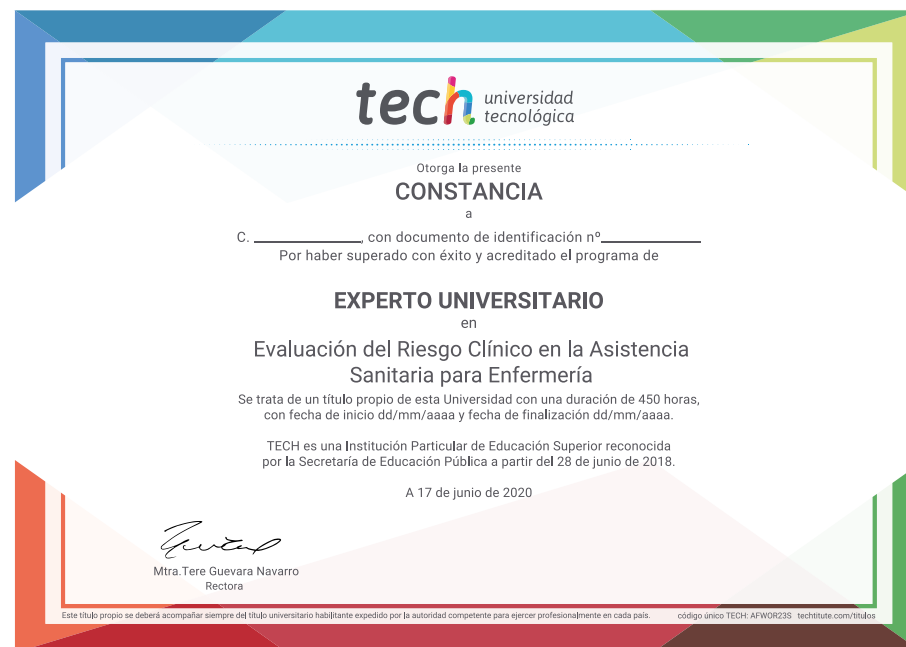 tech universidad
tecnológica
Otorga la presente
CONSTANCIA
a
C. ____________, con documento de identificación nº___________
Por haber superado con éxito y acreditado el programa de
EXPERTO UNIVERSITARIO
en
Evaluación del Riesgo Clínico en la Asistencia
Sanitaria para Enfermería
Se trata de un título propio de esta Universidad con una duración de 450 horas,
con fecha de inicio dd/mm/aaaa y fecha de finalización dd/mm/aaaa.
TECH es una Institución Particular de Educación Superior reconocida
por la Secretaría de Educación Pública a partir del 28 de junio de 2018.
A 17 de junio de 2020
Mtra.Tere Guevara Navarro
Rectora
Este título propio se deberá acompañar siempre del título universitario habilitante expedido por la autoridad competente para ejercer profesionalmente en cada país. código único TECH: AFWOR23S techtitute.com/titulos